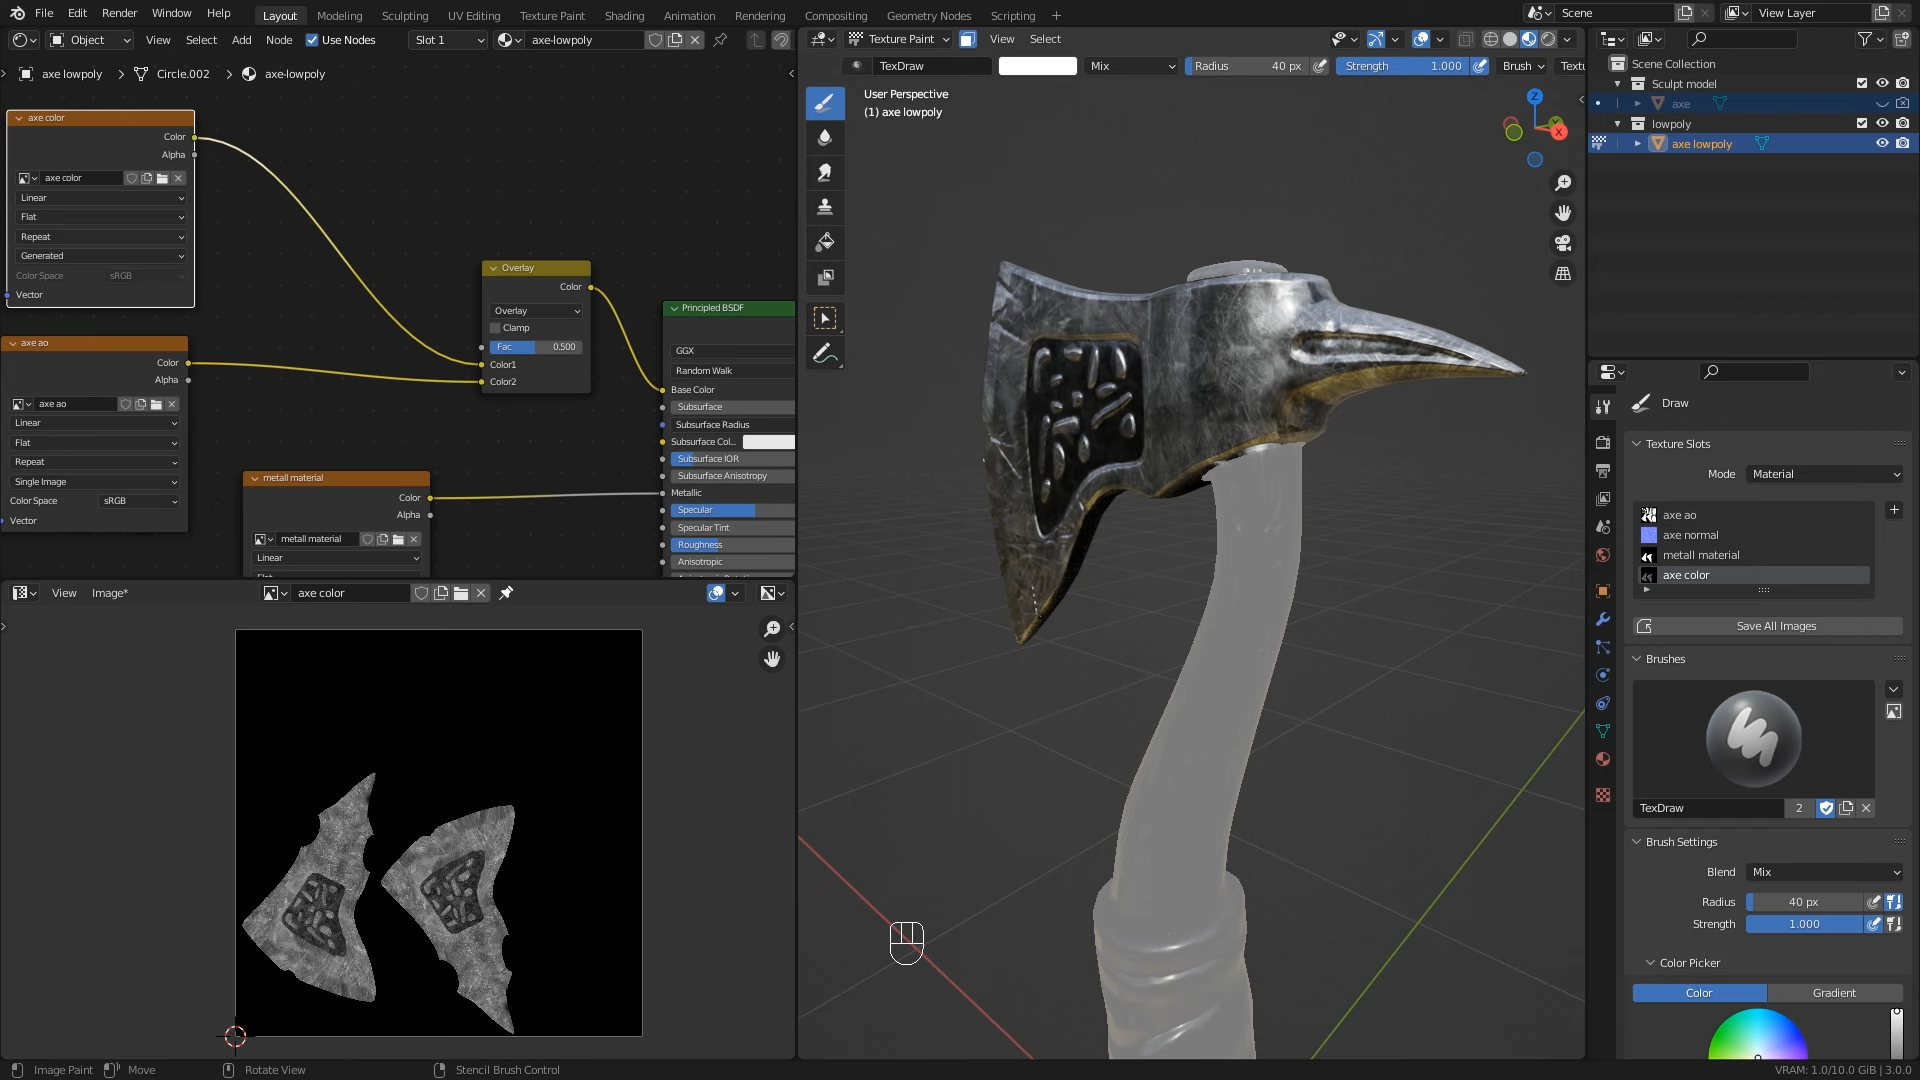 File Edit Render Window Help Layout Modeling Sculpting UV Editing Texture Paint Shading Animation Rendering Compositing Geometry Nodes Scripting + Scene View Layer
Object View Select Add Node Use Nodes Slot 1 axe-lowpoly
axe lowpoly > Circle.002 > axe-lowpoly
axe color
Color
Alpha
axe color
Linear
Flat
Repeat
Generated
Color Space sRGB
Vector
axe ao
Color
Alpha
axe ao
Linear
Flat
Repeat
Single Image
Color Space sRGB
Vector
metall material
Color
Alpha
metall material
Linear
Overlay
Color
Overlay
Clamp
Fac 0.500
Color1
Color2
Principled BSDF
GGX
Random Walk
Base Color
Subsurface
Subsurface Radius
Subsurface Col...
Subsurface IOR
Subsurface Anisotropy
Metallic
Specular
Specular Tint
Roughness
Anisotropic
View Image* axe color
Texture Paint View Select
TexDraw Mix Radius 40 px Strength 1.000 Brush Textu
User Perspective
(1) axe lowpoly
Z
Y
X
Scene Collection
Sculpt model
axe
lowpoly
axe lowpoly
Draw
Texture Slots
Mode Material
axe ao
axe normal
metall material
axe color
Save All Images
Brushes
TexDraw 2
Brush Settings
Blend Mix
Radius 40 px
Strength 1.000
Color Picker
Color Gradient
Image Paint Move Rotate View Stencil Brush Control VRAM: 1.0/10.0 GiB | 3.0.0